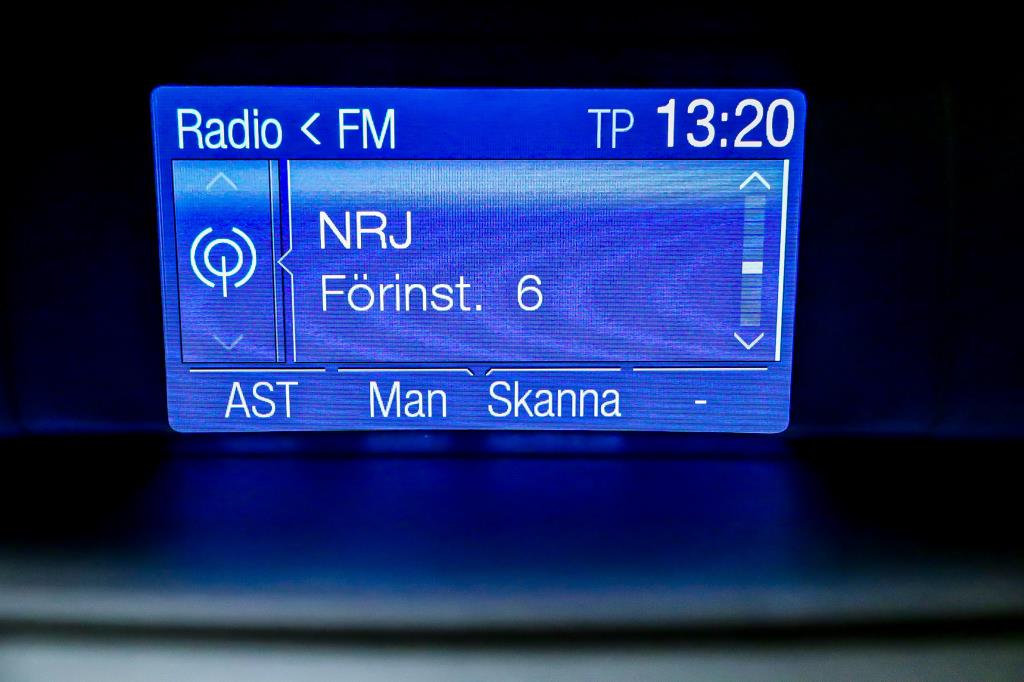 Radio < FM TP 13:20
NRJ
Förinst. 6
AST Man Skanna -